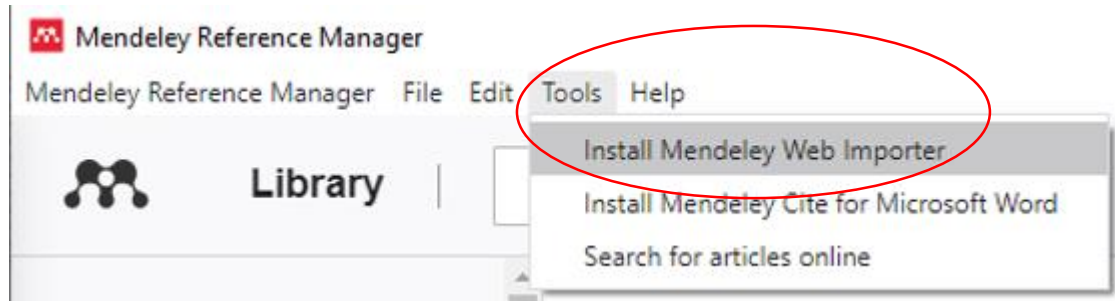 Mendeley Reference Manager
Mendeley Reference Manager File Edit Tools Help
Library
Install Mendeley Web Importer
Install Mendeley Cite for Microsoft Word
Search for articles online